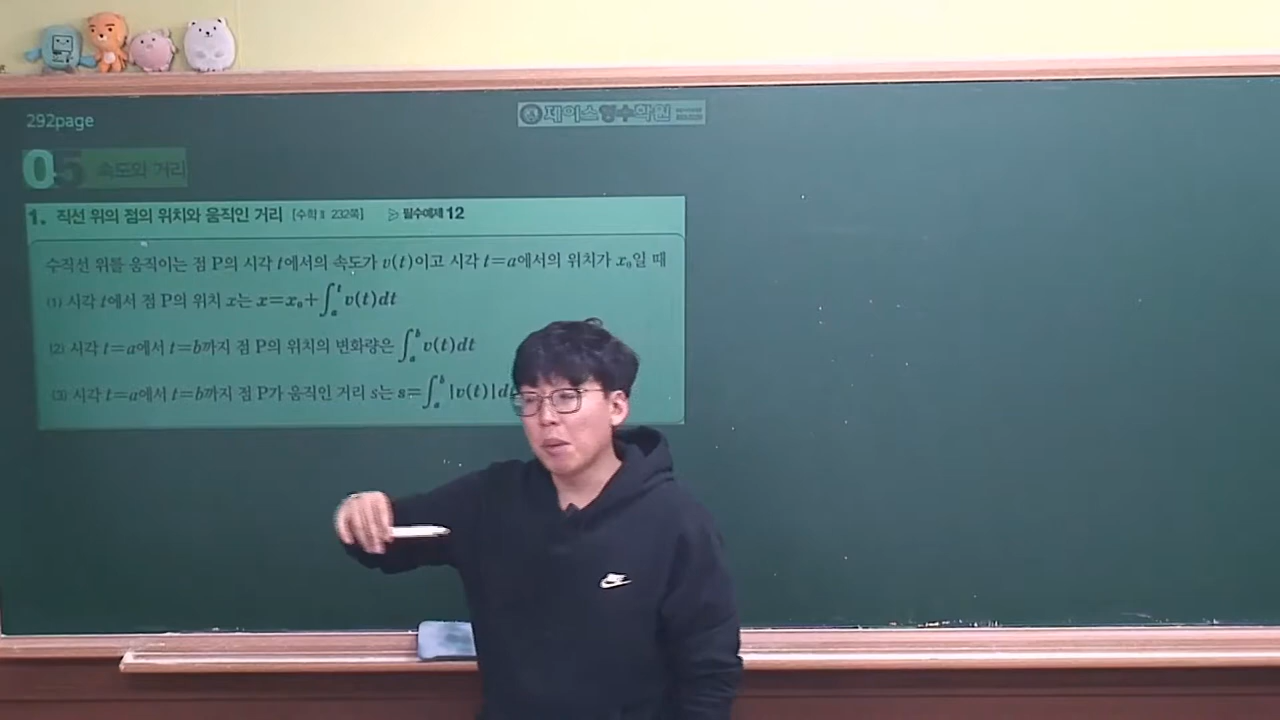 292page
제이스영수학원
05 속도와 거리
1. 직선 위의 점의 위치와 움직인 거리 [수학Ⅱ 232쪽] ▷ 필수예제 12
수직선 위를 움직이는 점 P의 시각 t에서의 속도가 v(t)이고 시각 t=a에서의 위치가 x₀일 때
(1) 시각 t에서 점 P의 위치 x는 x=x₀+∫ₐᵗ v(t)dt
(2) 시각 t=a에서 t=b까지 점 P의 위치의 변화량은 ∫ₐᵇ v(t)dt
(3) 시각 t=a에서 t=b까지 점 P가 움직인 거리 s는 s=∫ₐᵇ |v(t)|d